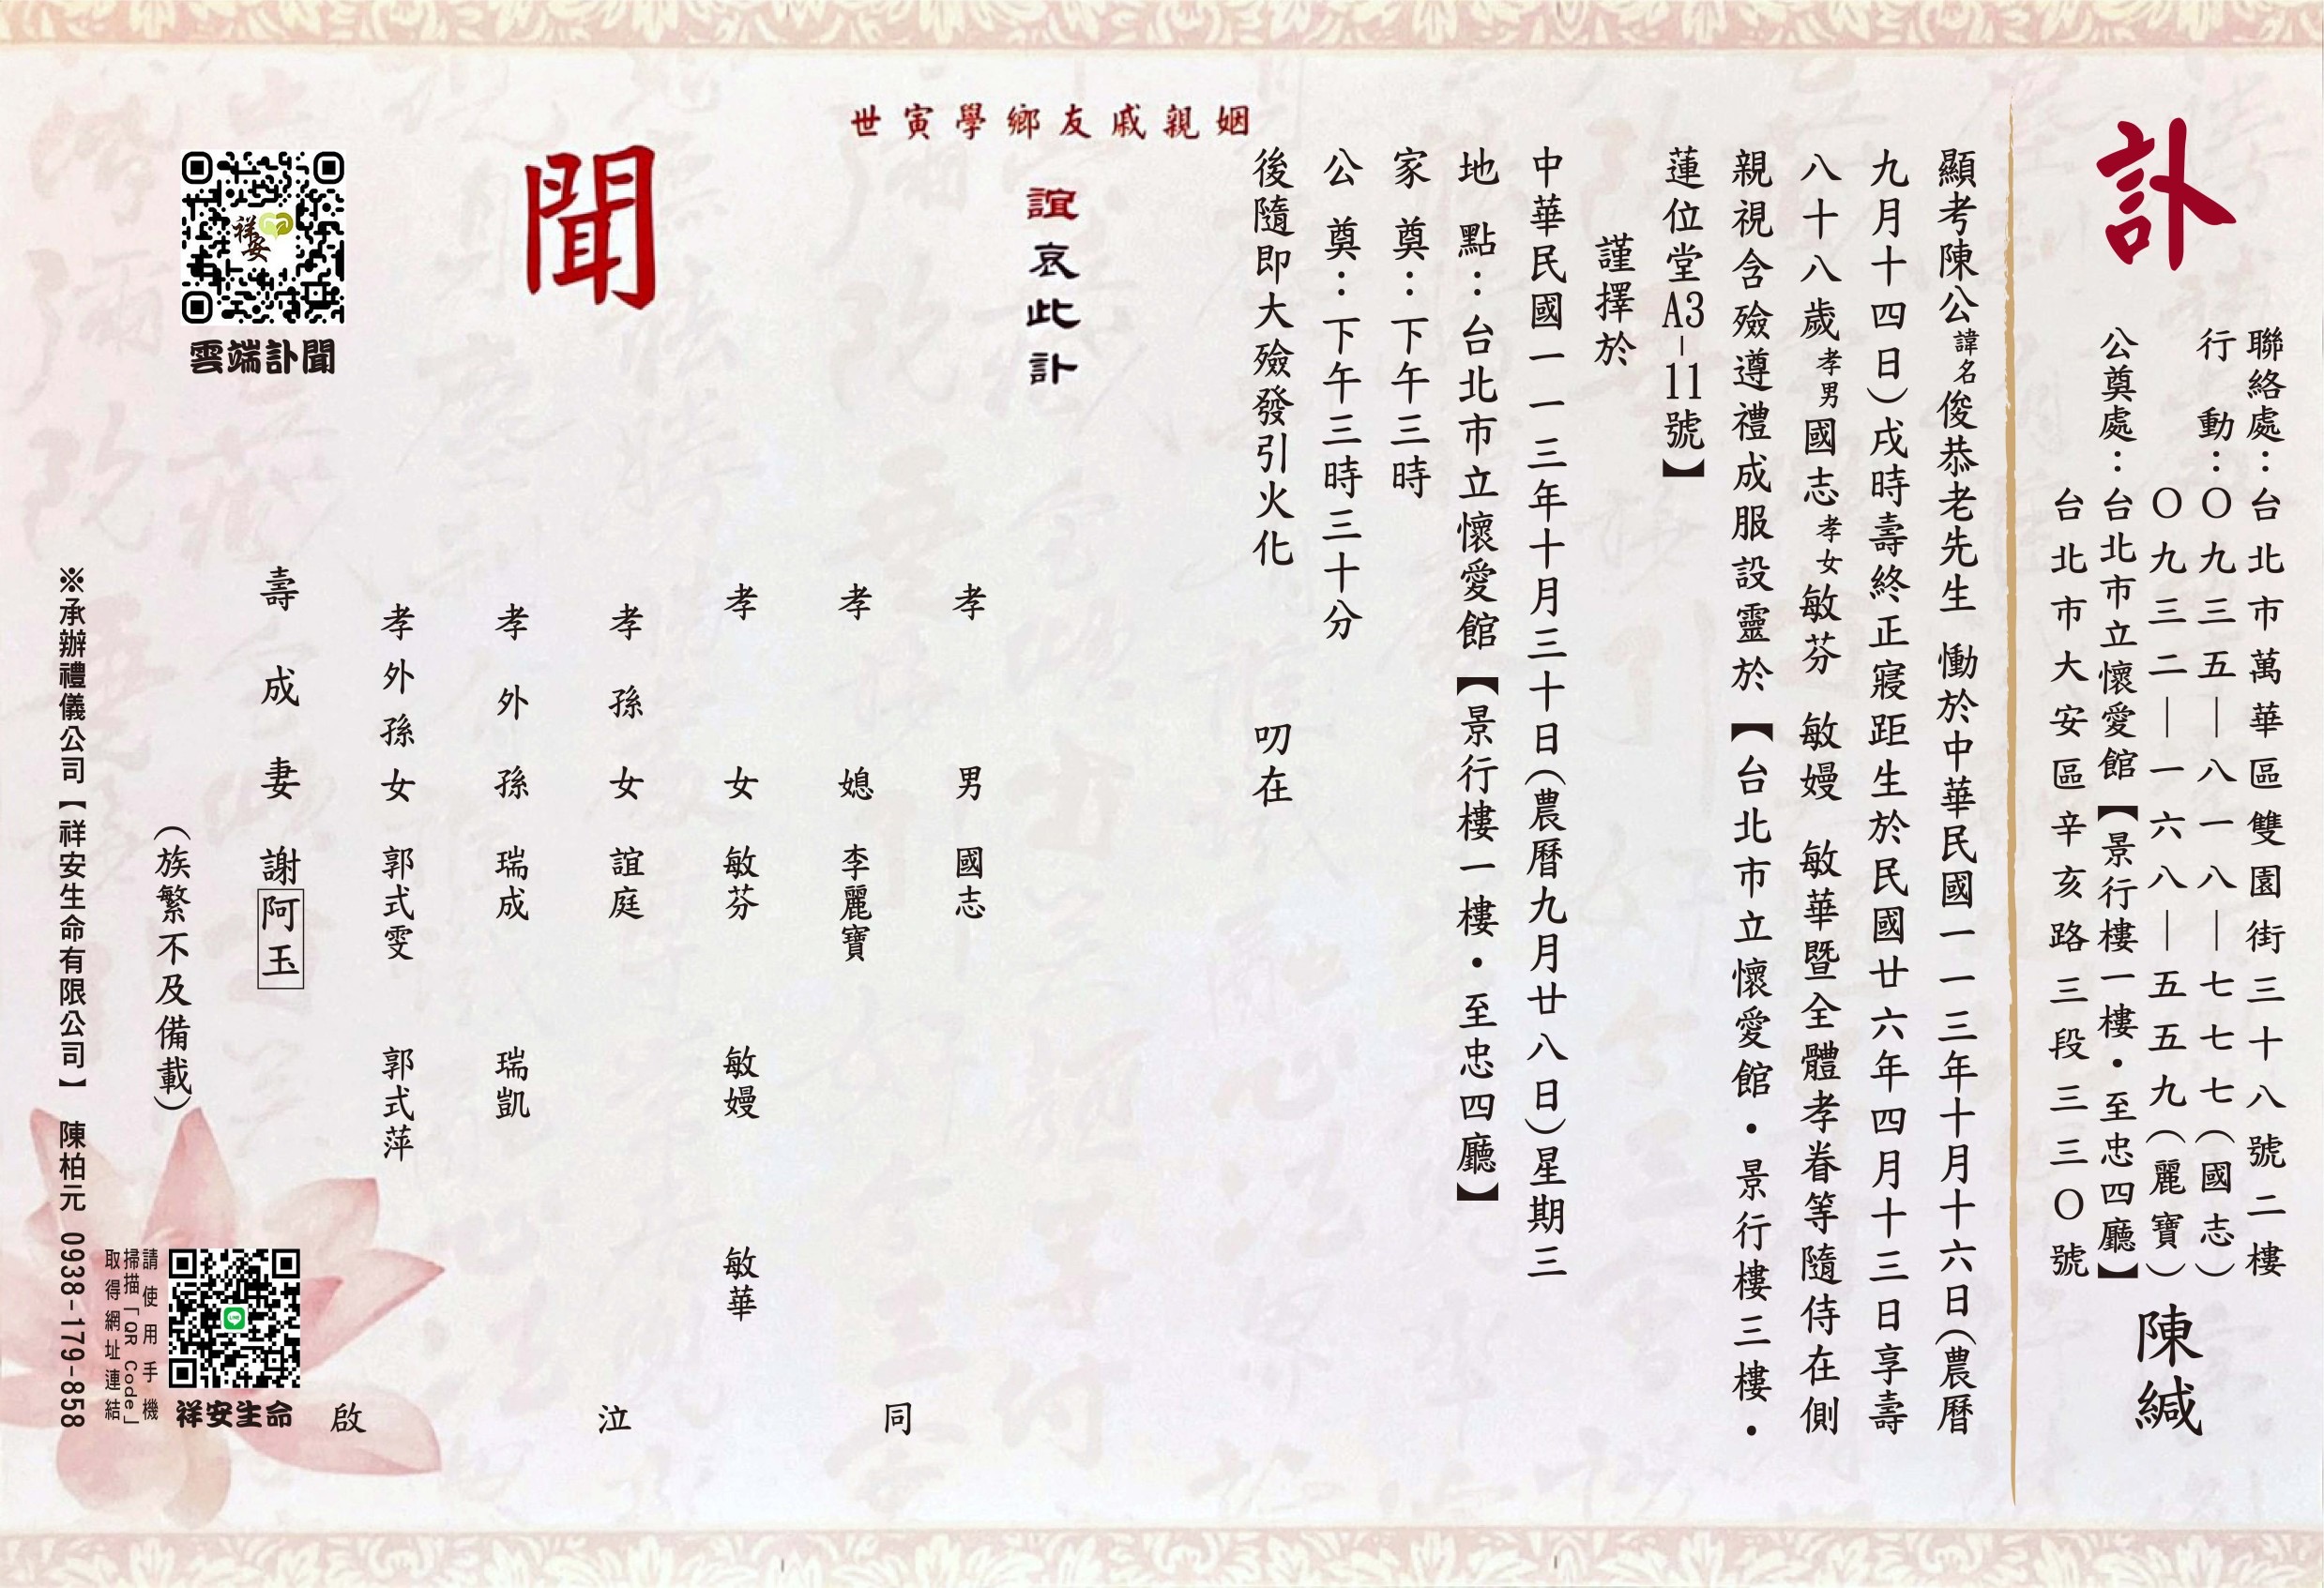 訃
聯絡處：台北市萬華區雙園街三十八號二樓
行動：〇九三五—八一八—七七七（國志）
〇九三二—一六八—五五九（麗寶）
公奠處：台北市立懷愛館【景行樓一樓・至忠四廳】
台北市大安區辛亥路三段三三〇號
陳緘
顯考陳公諱名俊恭老先生 慟於中華民國一一三年十月十六日（農曆
九月十四日）戌時壽終正寢距生於民國廿六年四月十三日享壽
八十八歲孝男國志孝女敏芬 敏嫚 敏華暨全體孝眷等隨侍在側
親視含殮遵禮成服設靈於【台北市立懷愛館・景行樓三樓・
蓮位堂A3-11號】
謹擇於
中華民國一一三年十月三十日（農曆九月廿八日）星期三
地點：台北市立懷愛館【景行樓一樓・至忠四廳】
家奠：下午三時
公奠：下午三時三十分
後隨即大殮發引火化 叨在
世寅學鄉友戚親姻
誼哀此訃
聞
孝男 國志
孝媳 李麗寶
孝女 敏芬 敏嫚 敏華
孝孫女 誼庭
孝外孫 瑞成 瑞凱
孝外孫女 郭式雯 郭式萍
壽成妻 謝阿玉
同泣啟
（族繁不及備載）
祥安
雲端訃聞
請使用手機
掃描「QR Code」
取得網址連結
祥安生命
※承辦禮儀公司【祥安生命有限公司】 陳柏元 0938-179-858